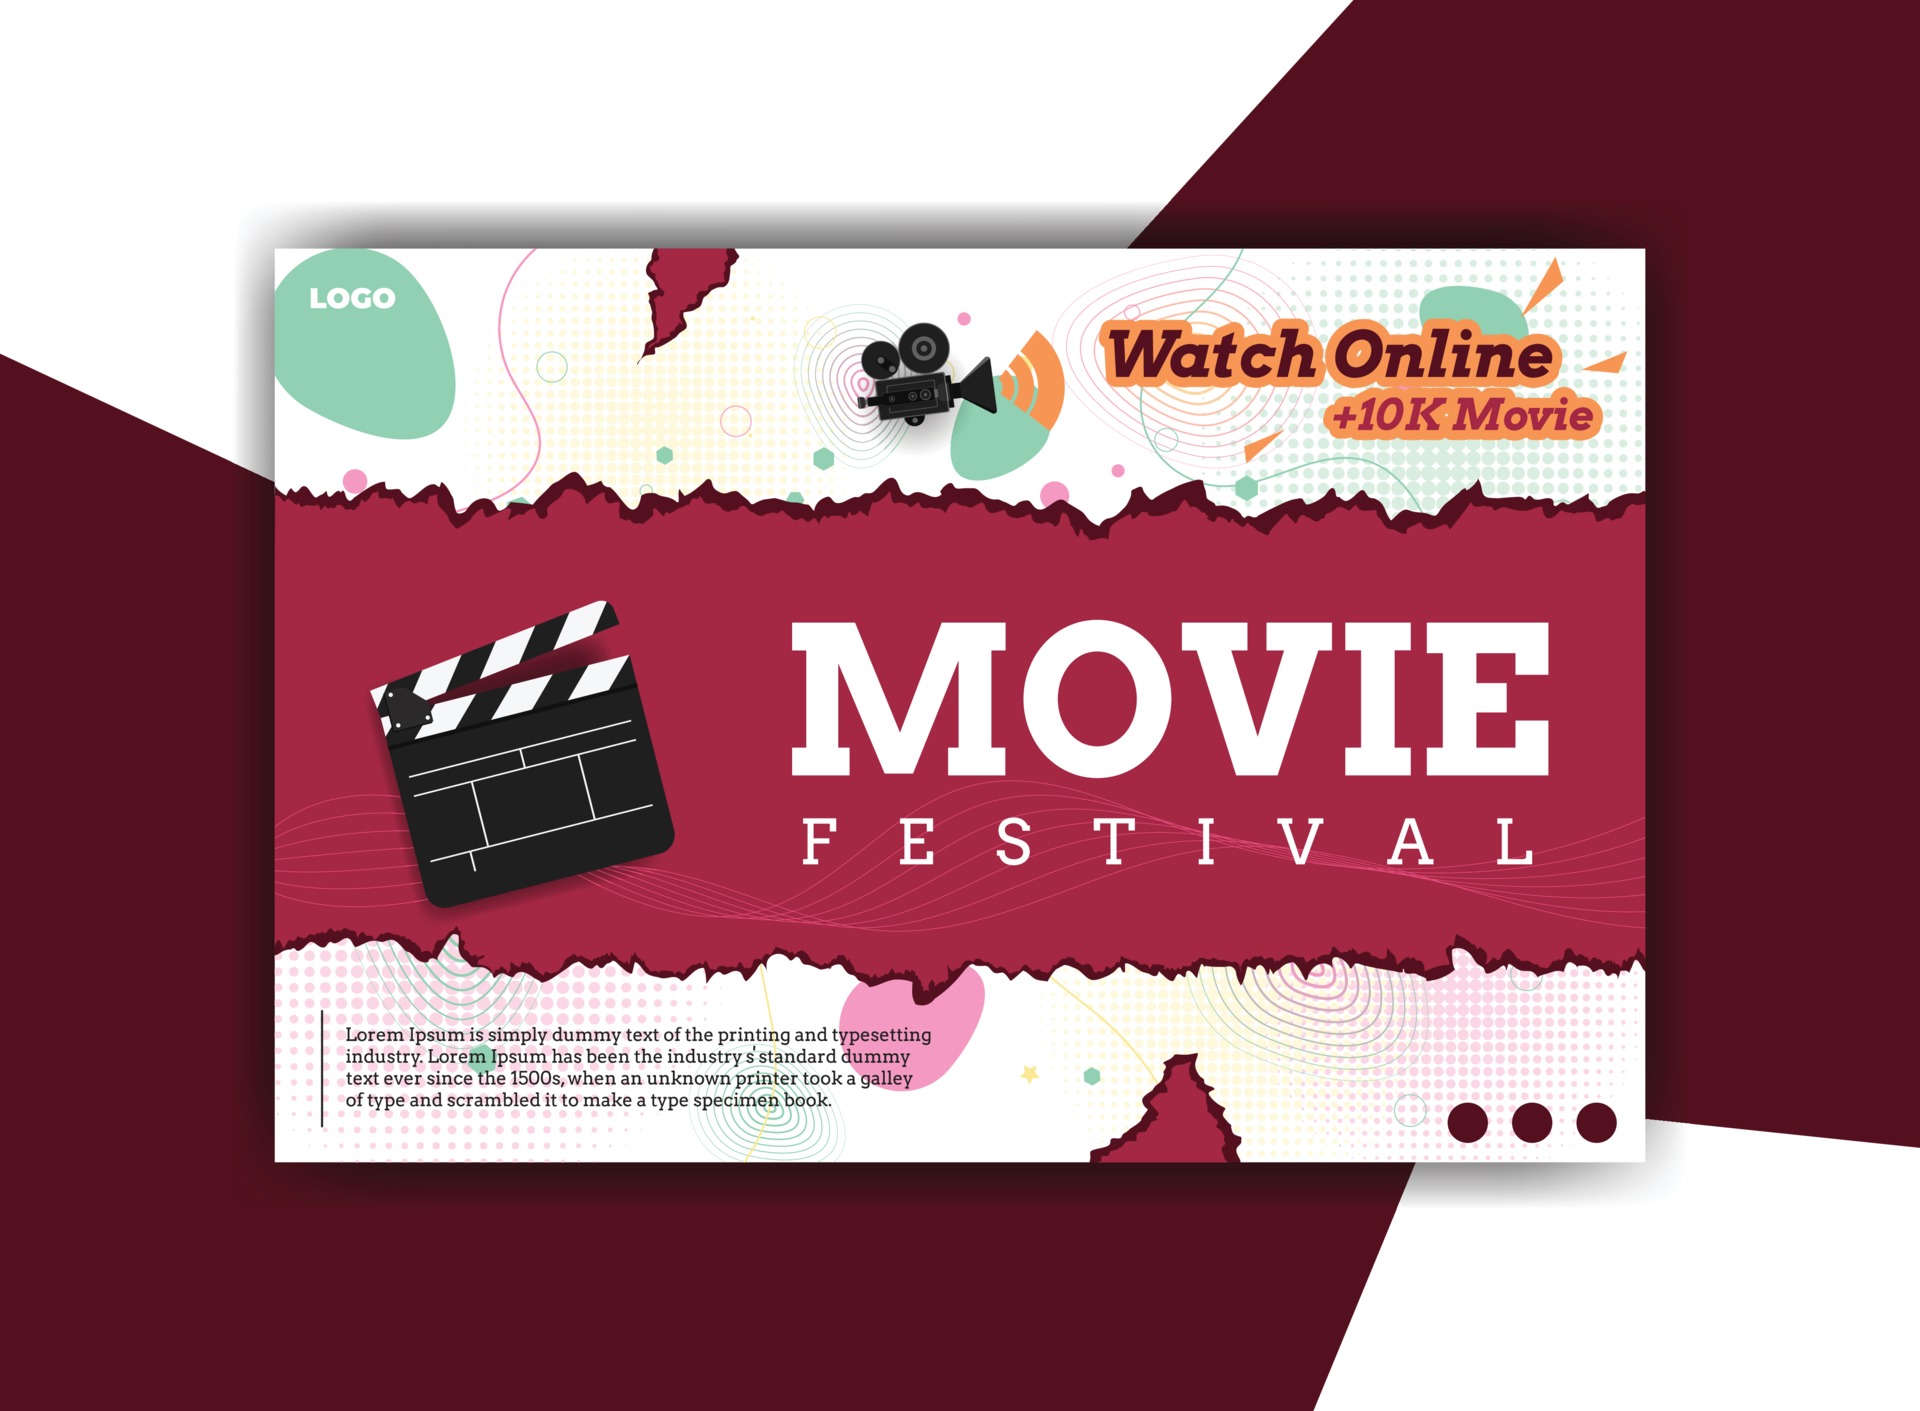 LOGO
Watch Online
+10K Movie
MOVIE
FESTIVAL
Lorem Ipsum is simply dummy text of the printing and typesetting
industry. Lorem Ipsum has been the industry s'standard dummy
text ever since the 1500s, when an unknown printer took a galley
of type and scrambled it to make a type specimen book.